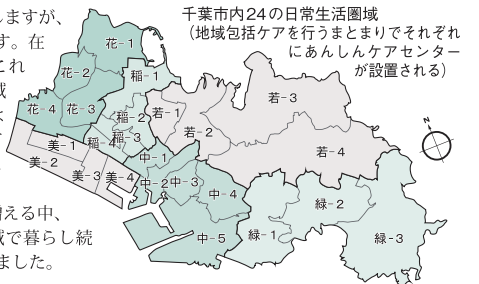 しますが、
す。在
これ
域
増える中、
域で暮らし続
ました。
千葉市内24の日常生活圏域
（地域包括ケアを行うまとまりでそれぞれ
にあんしんケアセンター
が設置される）
花-1
花-2
花-3
花-4
稲-1
稲-2
稲-3
稲-4
若-1
若-2
若-3
若-4
美-1
美-2
美-3
美-4
中-1
中-2
中-3
中-4
中-5
緑-1
緑-2
緑-3
N